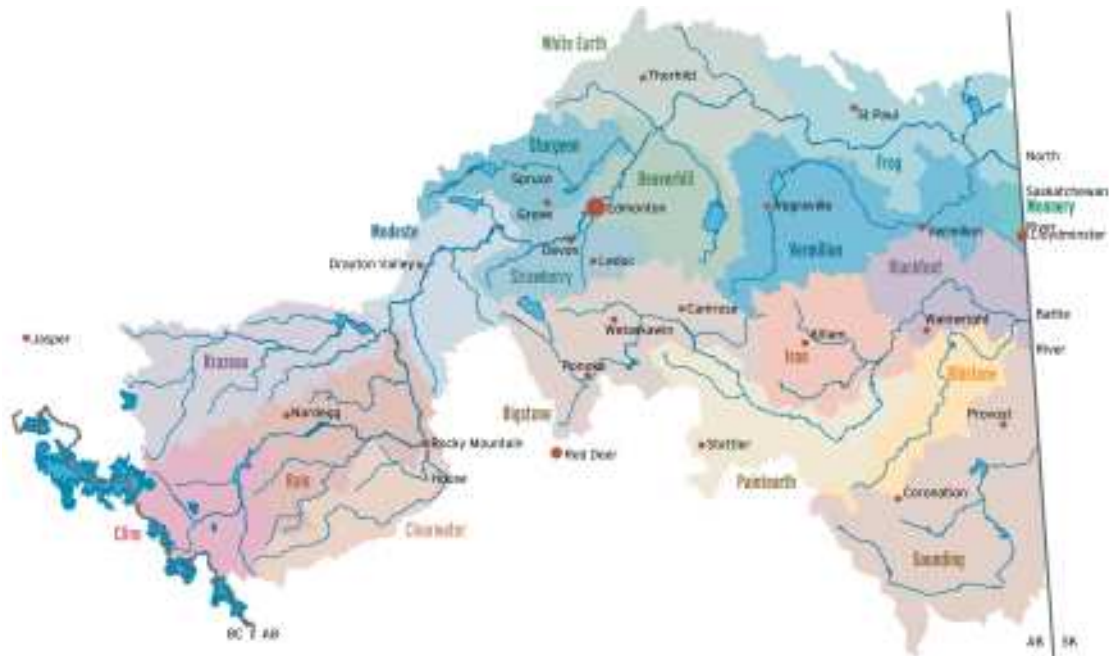 White Earth
Thorhild
St Paul
Sturgeon
Frog
North
Spruce
Beaverhill
Saskatchewan
Grove
Edmonton
Vegreville
Monnery
River
Modeste
Devon
Vermilion
Lloydminster
Drayton Valley
Strawberry
Leduc
Vermilion
Blackfoot
Camrose
Battle
Wetaskiwin
Wainwright
Jasper
Killam
River
Brazeau
Iron
Ponoka
Ribstone
Nordegg
Bigstone
Provost
Rocky Mountain
Stettler
Red Deer
House
Ram
Paintearth
Coronation
Cline
Clearwater
Sounding
BC
AB
AB
SK